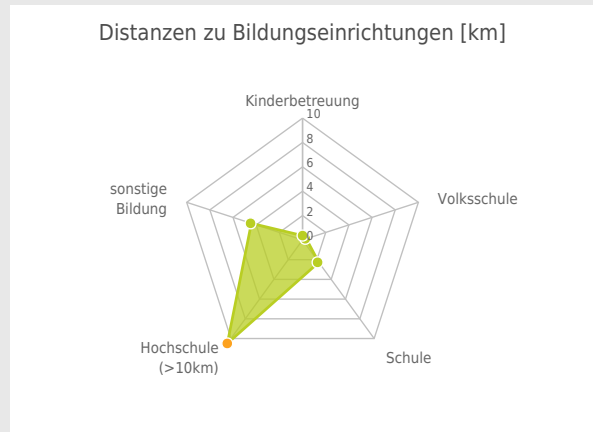 Distanzen zu Bildungseinrichtungen [km]
Kinderbetreuung
10
8
6
4
2
0
Volksschule
sonstige
Bildung
Hochschule
(>10km)
Schule